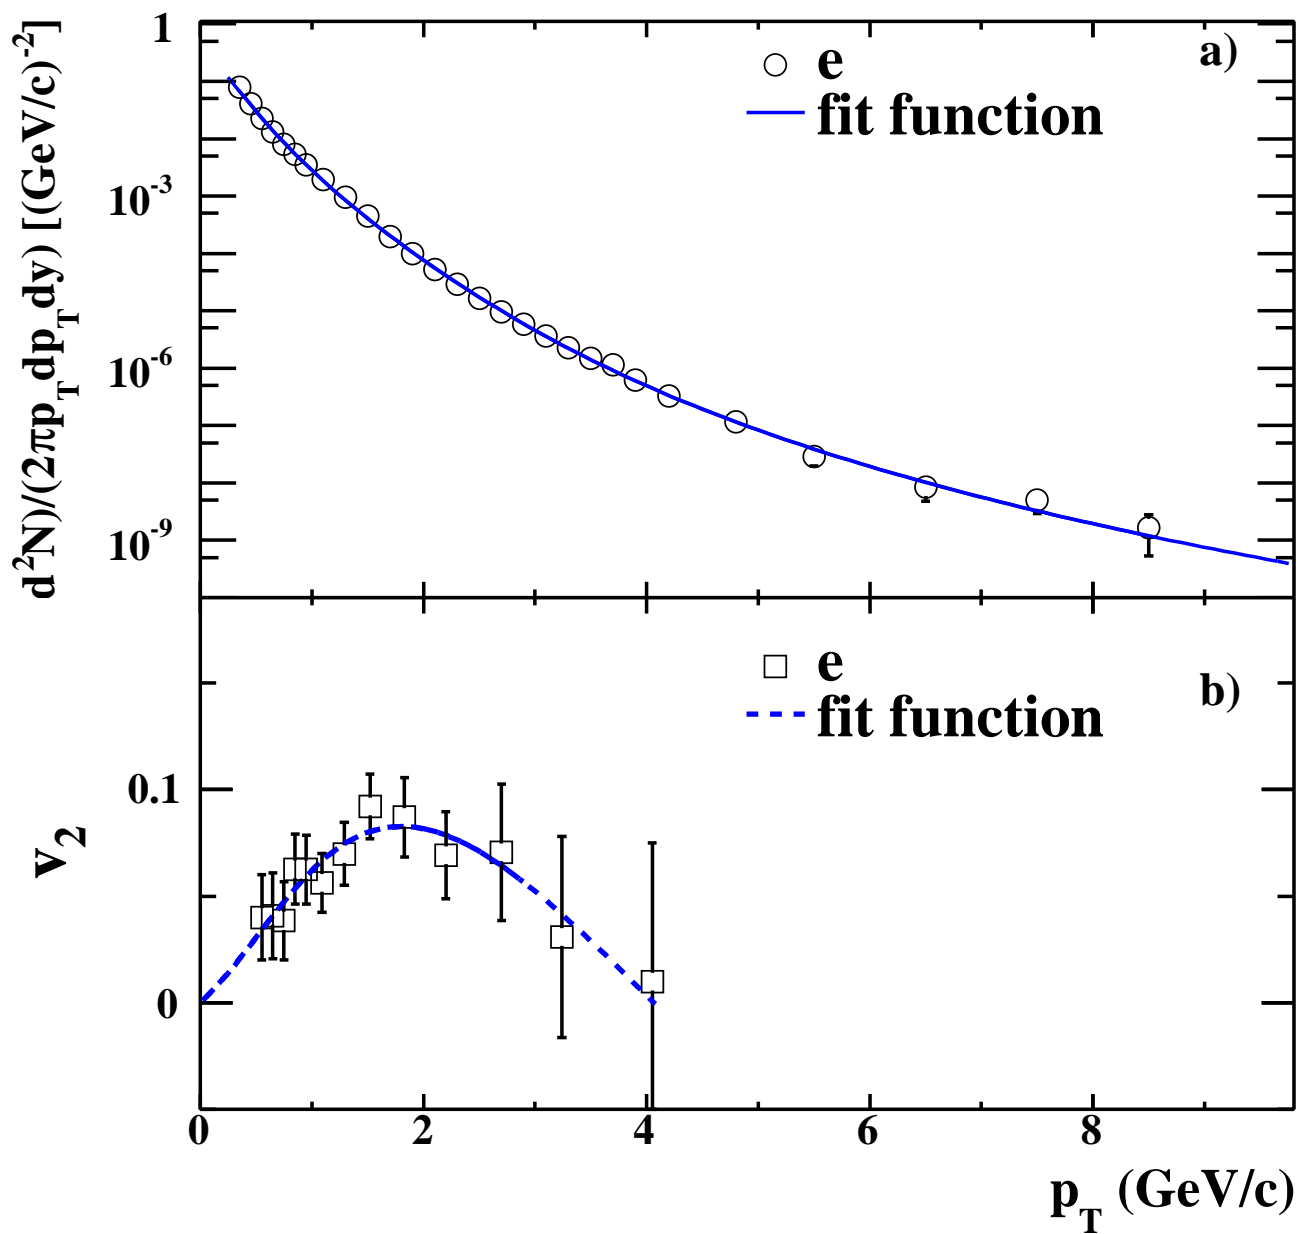 d²N)/(2πp_T dp_T dy) [(GeV/c)⁻²]
1
10⁻³
10⁻⁶
10⁻⁹
e
fit function
a)
v₂
0.1
0
e
fit function
b)
0 2 4 6 8
p_T (GeV/c)